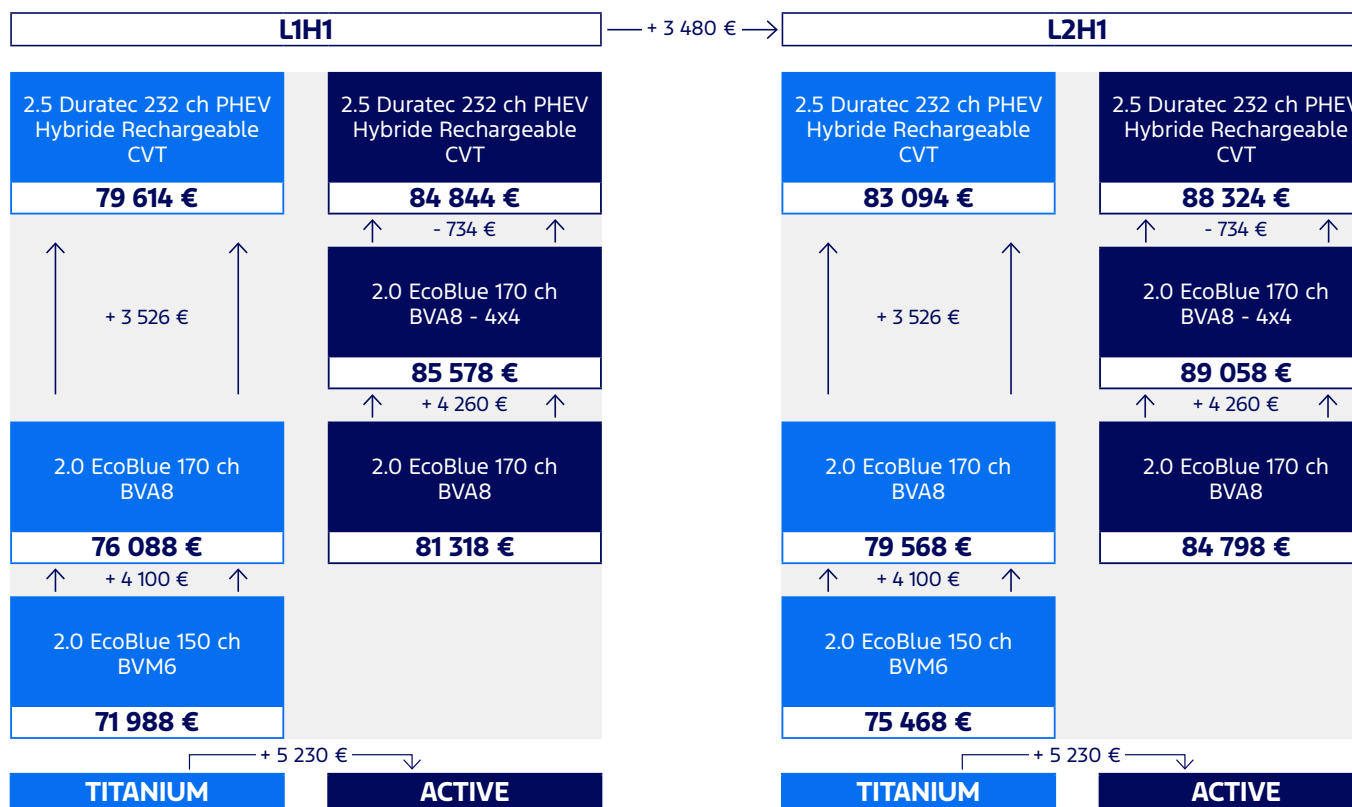 L1H1
+ 3 480 €
L2H1
2.5 Duratec 232 ch PHEV
Hybride Rechargeable
CVT
79 614 €
2.5 Duratec 232 ch PHEV
Hybride Rechargeable
CVT
84 844 €
2.5 Duratec 232 ch PHEV
Hybride Rechargeable
CVT
83 094 €
2.5 Duratec 232 ch PHEV
Hybride Rechargeable
CVT
88 324 €
- 734 €
- 734 €
+ 3 526 €
2.0 EcoBlue 170 ch
BVA8 - 4x4
85 578 €
+ 3 526 €
2.0 EcoBlue 170 ch
BVA8 - 4x4
89 058 €
+ 4 260 €
+ 4 260 €
2.0 EcoBlue 170 ch
BVA8
76 088 €
2.0 EcoBlue 170 ch
BVA8
81 318 €
2.0 EcoBlue 170 ch
BVA8
79 568 €
2.0 EcoBlue 170 ch
BVA8
84 798 €
+ 4 100 €
+ 4 100 €
2.0 EcoBlue 150 ch
BVM6
71 988 €
2.0 EcoBlue 150 ch
BVM6
75 468 €
+ 5 230 €
+ 5 230 €
TITANIUM
ACTIVE
TITANIUM
ACTIVE